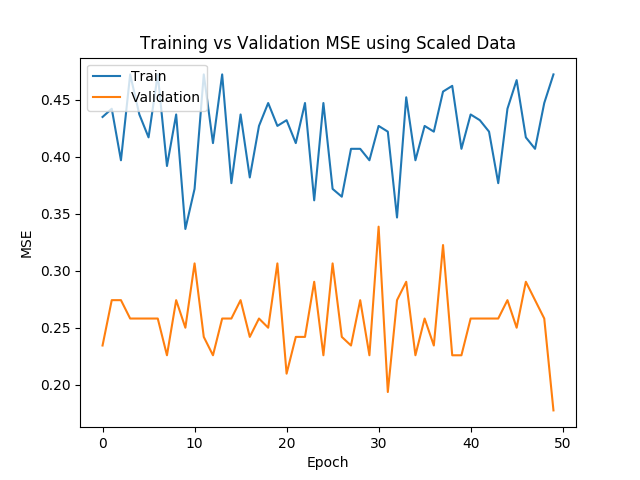 Training vs Validation MSE using Scaled Data
Train
Validation
0.45
0.40
0.35
0.30
0.25
0.20
MSE
0 10 20 30 40 50
Epoch